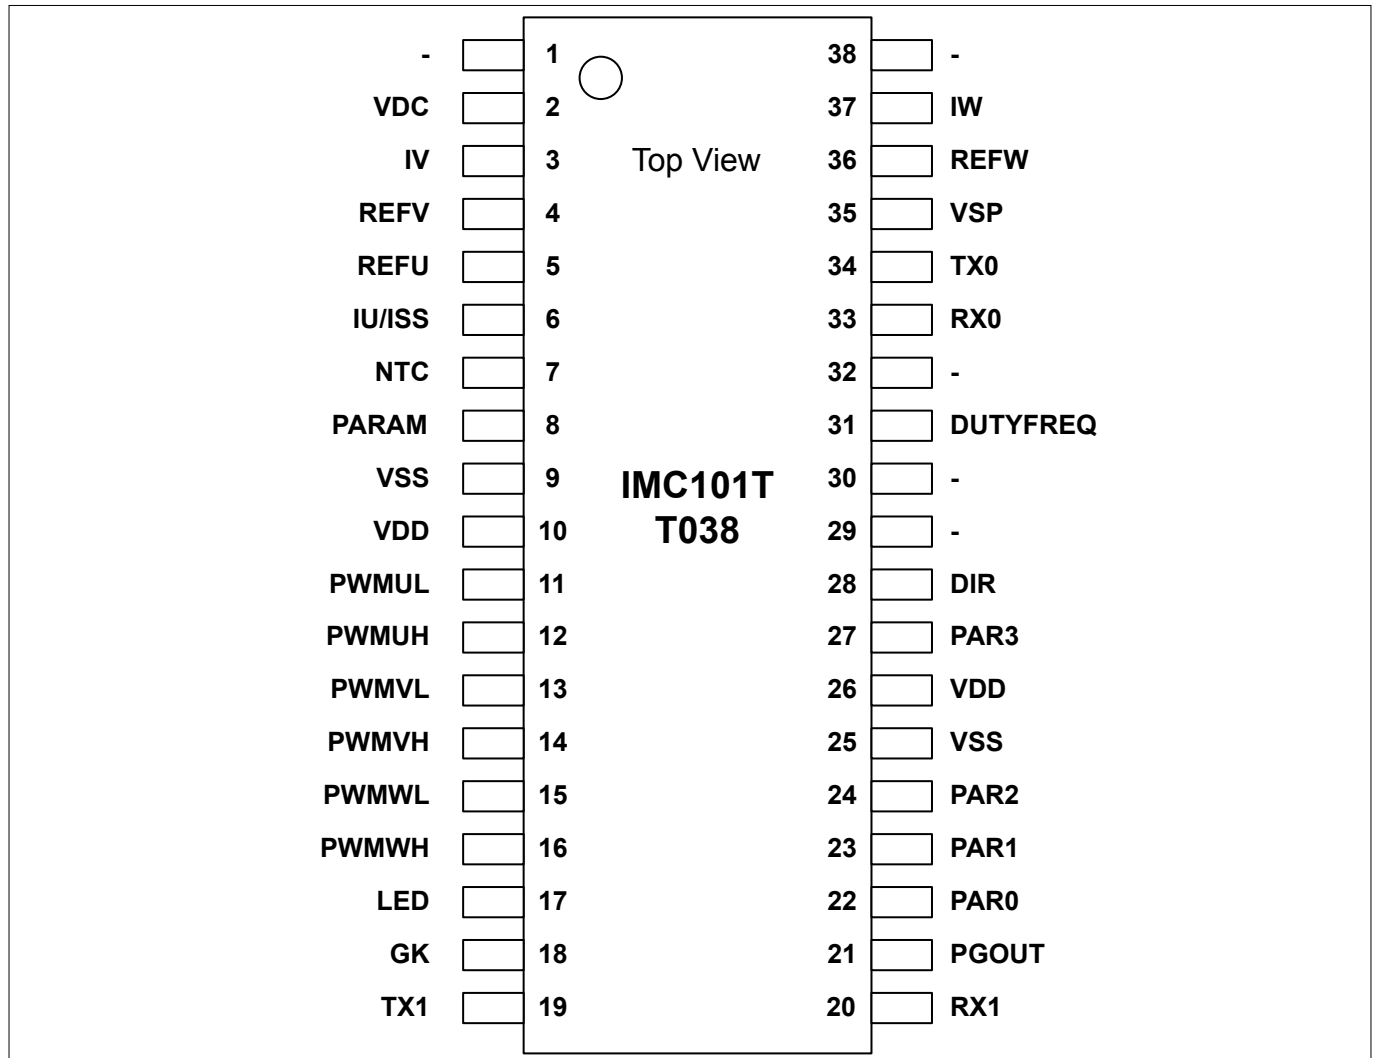 - 1 38 -
VDC 2 37 IW
IV 3 Top View 36 REFW
REFV 4 35 VSP
REFU 5 34 TX0
IU/ISS 6 33 RX0
NTC 7 32 -
PARAM 8 31 DUTYFREQ
VSS 9 IMC101T 30 -
VDD 10 T038 29 -
PWMUL 11 28 DIR
PWMUH 12 27 PAR3
PWMVL 13 26 VDD
PWMVH 14 25 VSS
PWMWL 15 24 PAR2
PWMWH 16 23 PAR1
LED 17 22 PAR0
GK 18 21 PGOUT
TX1 19 20 RX1